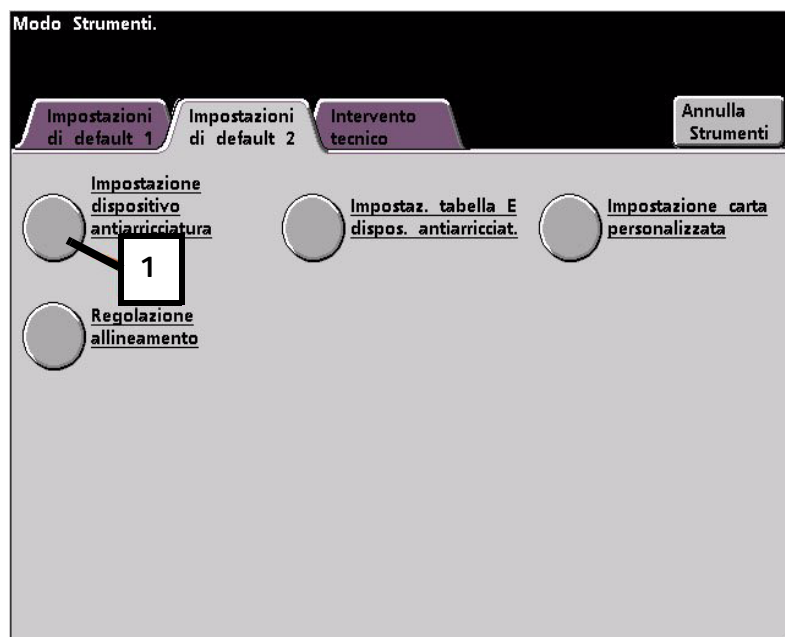 Modo Strumenti.
Impostazioni
di default 1
Impostazioni
di default 2
Intervento
tecnico
Annulla
Strumenti
Impostazione
dispositivo
antiarricciatura
Impostaz. tabella E
dispos. antiarricciat.
Impostazione carta
personalizzata
1
Regolazione
allineamento